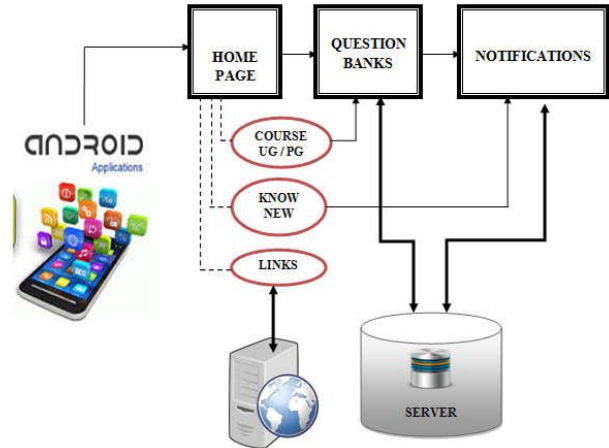 HOME
PAGE
QUESTION
BANKS
NOTIFICATIONS
COURSE
UG / PG
ANDROID
Applications
KNOW
NEW
LINKS
SERVER